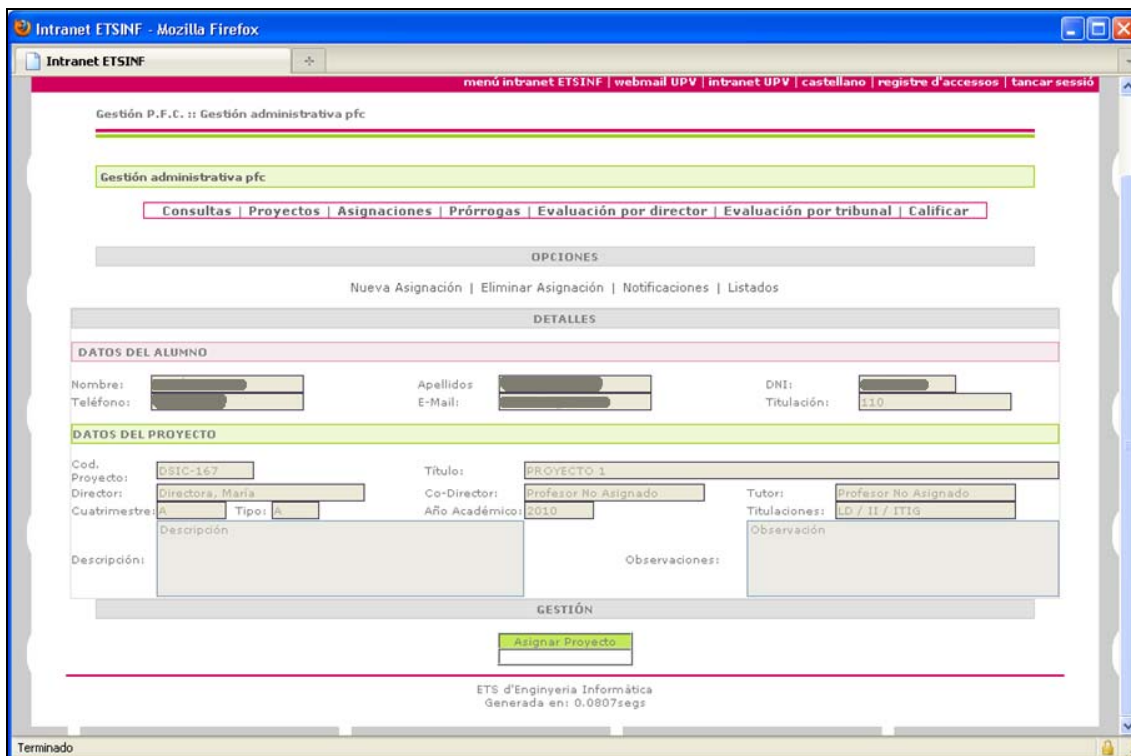 Intranet ETSINF - Mozilla Firefox
Intranet ETSINF
menú intranet ETSINF | webmail UPV | intranet UPV | castellano | registre d'accessos | tancar sessió
Gestión P.F.C. :: Gestión administrativa pfc
Gestión administrativa pfc
Consultas | Proyectos | Asignaciones | Prórrogas | Evaluación por director | Evaluación por tribunal | Calificar
OPCIONES
Nueva Asignación | Eliminar Asignación | Notificaciones | Listados
DETALLES
DATOS DEL ALUMNO
Nombre: Apellidos DNI:
Teléfono: E-Mail: Titulación: 110
DATOS DEL PROYECTO
Cod. Proyecto: DSIC-167 Título: PROYECTO 1
Director: Directora, María Co-Director: Profesor No Asignado Tutor: Profesor No Asignado
Cuatrimestre: A Tipo: A Año Académico: 2010 Titulaciones: LD / II / ITIG
Descripción: Descripción Observaciones: Observación
GESTIÓN
Asignar Proyecto
ETS d'Enginyeria Informática
Generada en: 0.0807segs
Terminado